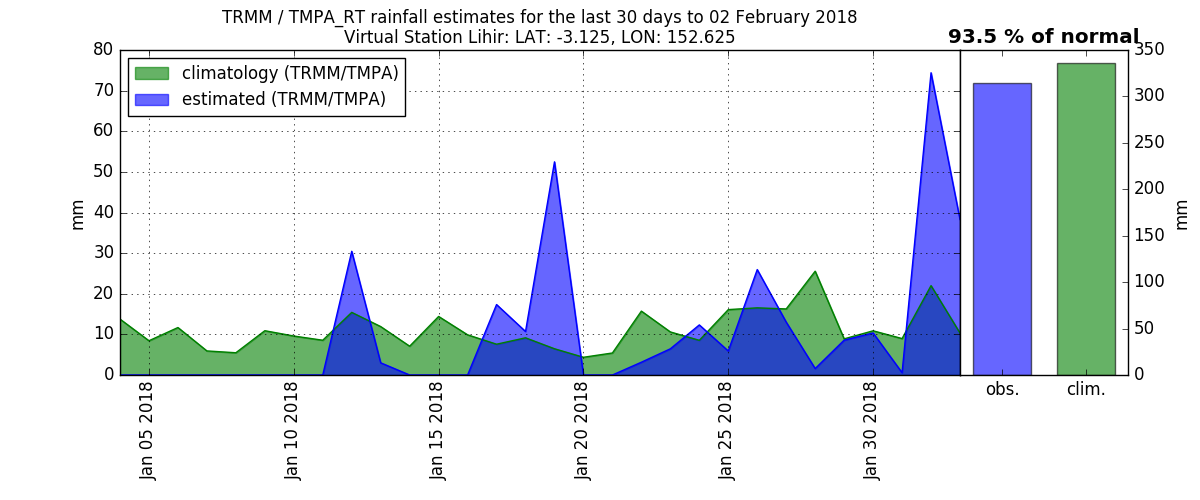 TRMM / TMPA_RT rainfall estimates for the last 30 days to 02 February 2018
Virtual Station Lihir: LAT: -3.125, LON: 152.625
93.5 % of normal
climatology (TRMM/TMPA)
estimated (TRMM/TMPA)
80
70
60
50
40
30
20
10
0
mm
Jan 05 2018
Jan 10 2018
Jan 15 2018
Jan 20 2018
Jan 25 2018
Jan 30 2018
350
300
250
200
150
100
50
0
mm
obs.
clim.